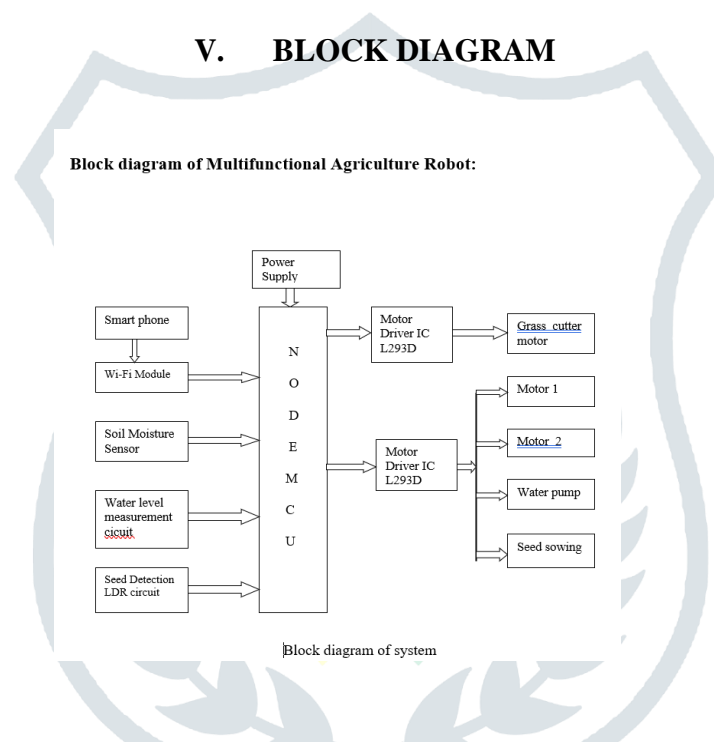 V. BLOCK DIAGRAM
Block diagram of Multifunctional Agriculture Robot:
Power
Supply
Smart phone
Wi-Fi Module
Soil Moisture
Sensor
Water level
measurement
cicuit
Seed Detection
LDR circuit
N
O
D
E
M
C
U
Motor
Driver IC
L293D
Grass cutter
motor
Motor
Driver IC
L293D
Motor 1
Motor 2
Water pump
Seed sowing
Block diagram of system